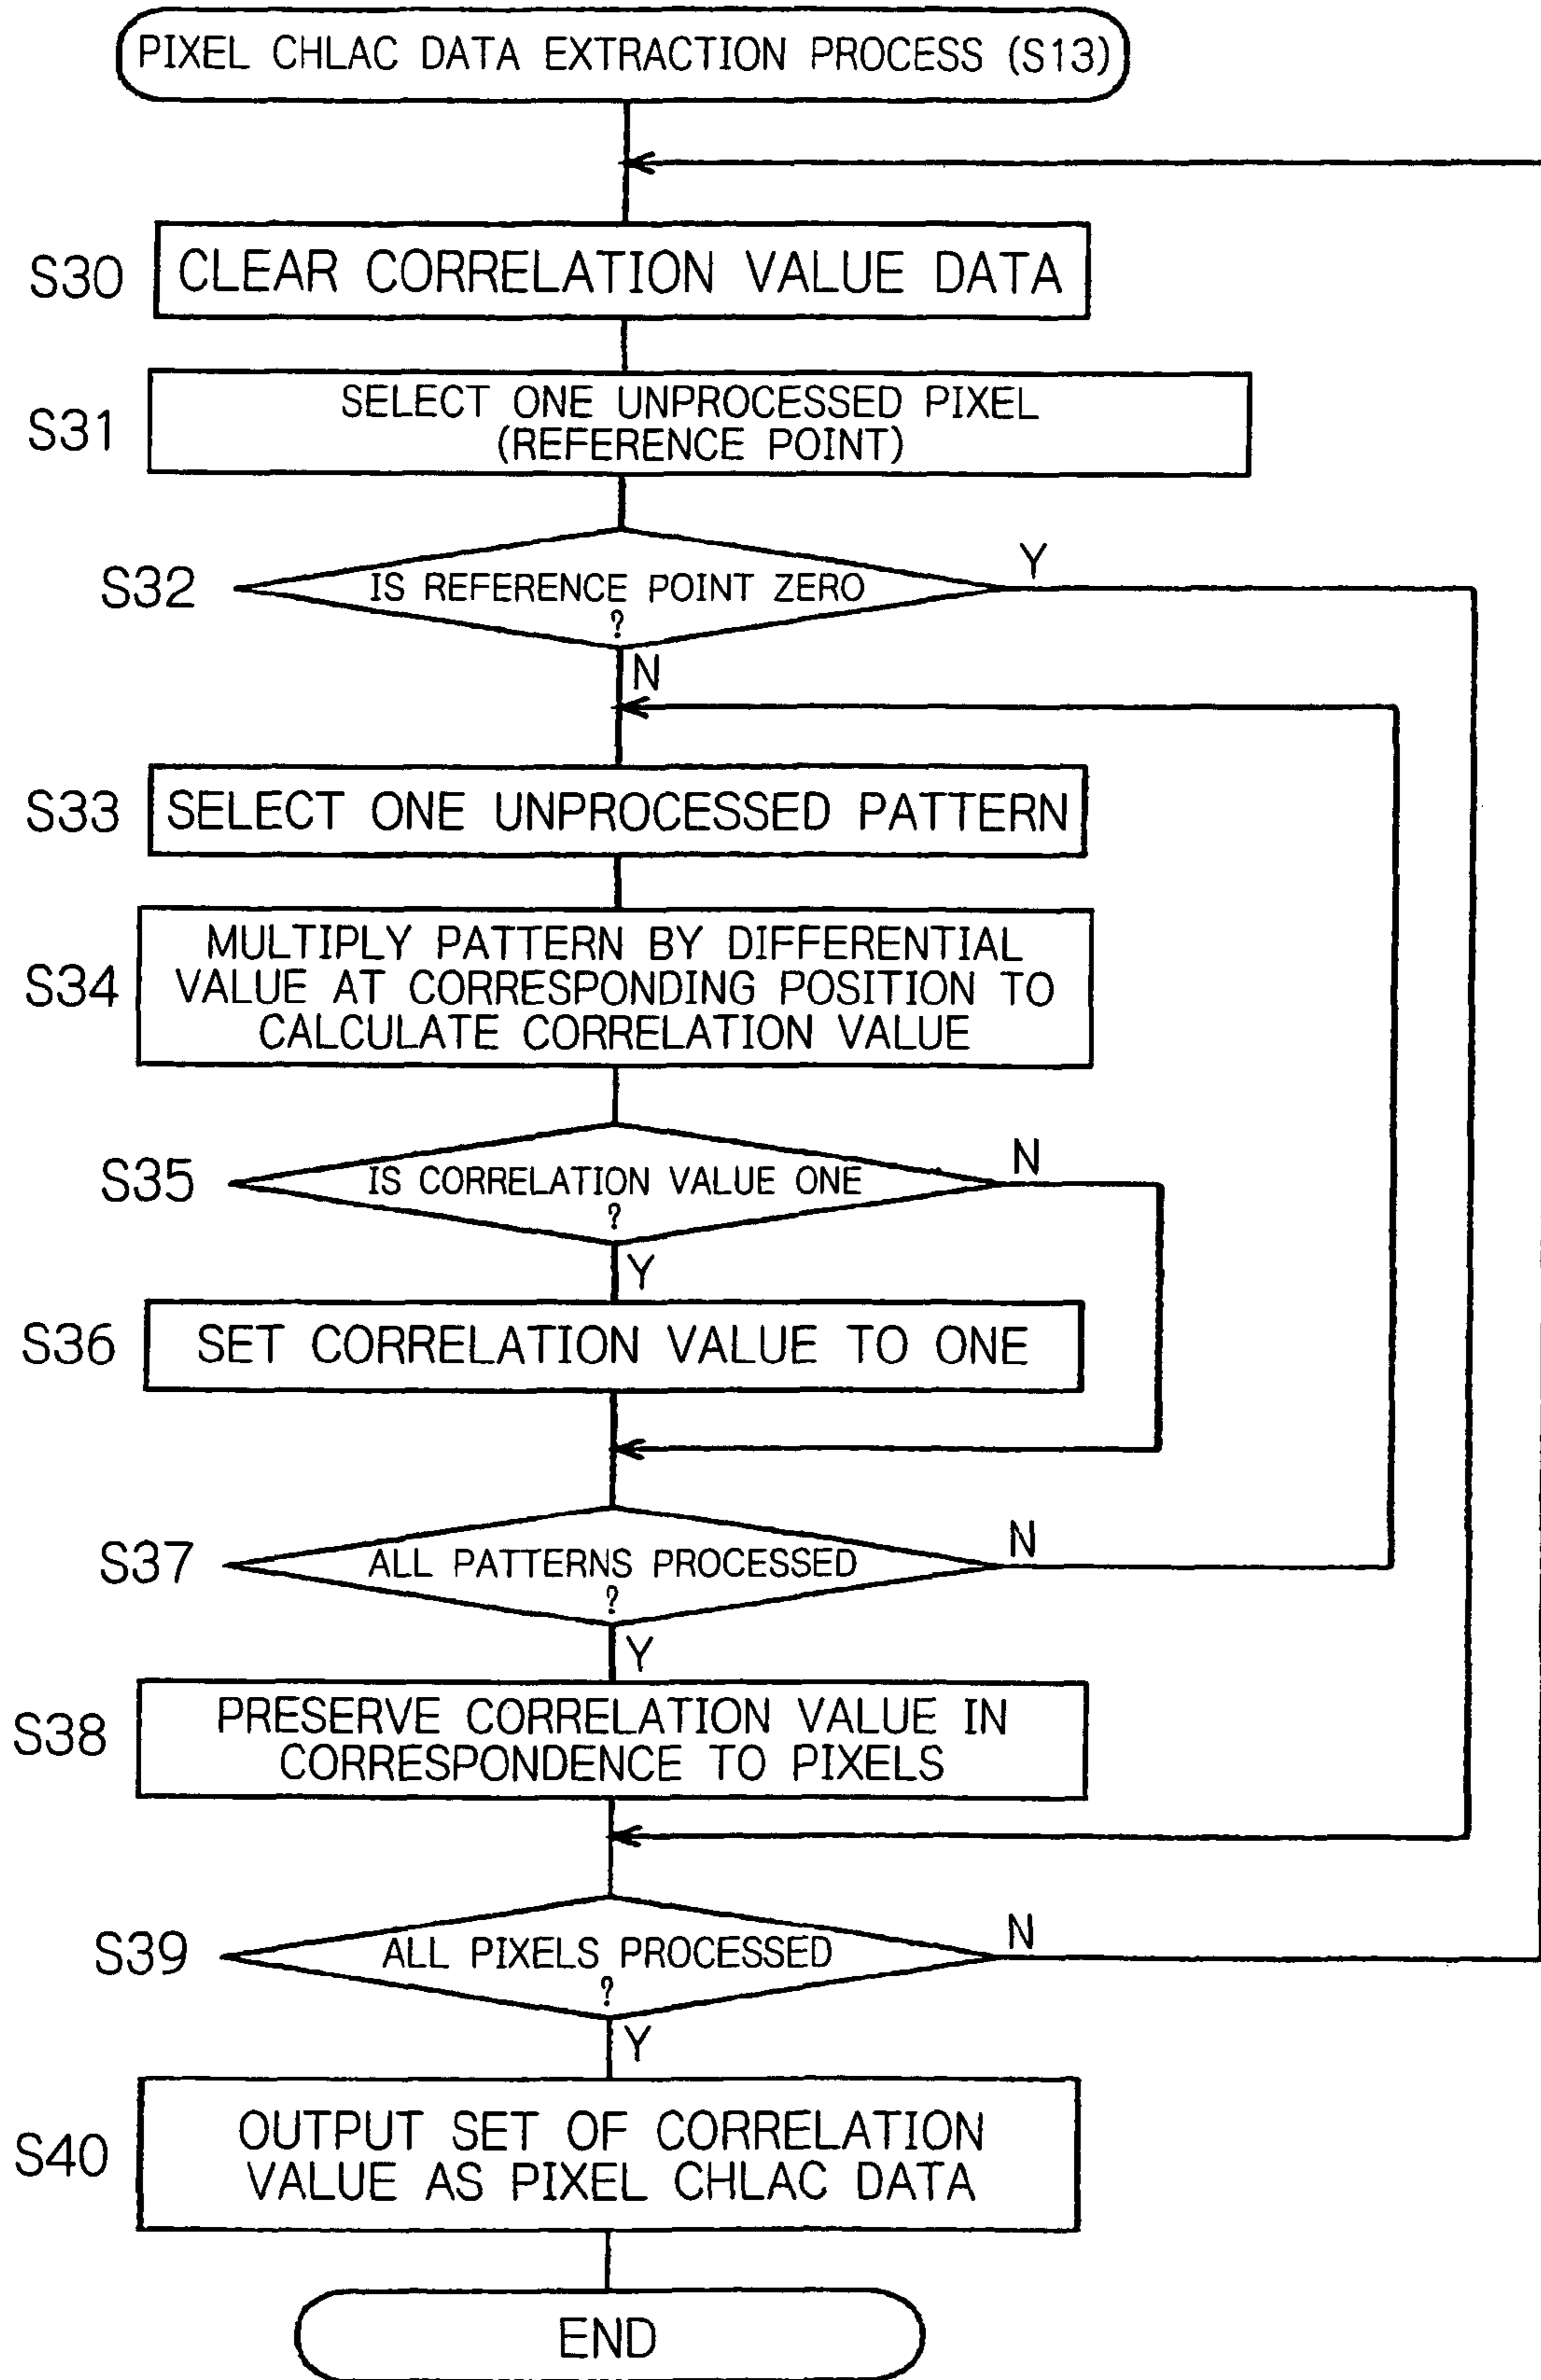 PIXEL CHLAC DATA EXTRACTION PROCESS (S13)
S30
CLEAR CORRELATION VALUE DATA
S31
SELECT ONE UNPROCESSED PIXEL
(REFERENCE POINT)
S32
IS REFERENCE POINT ZERO
?
Y
N
S33
SELECT ONE UNPROCESSED PATTERN
S34
MULTIPLY PATTERN BY DIFFERENTIAL
VALUE AT CORRESPONDING POSITION TO
CALCULATE CORRELATION VALUE
S35
IS CORRELATION VALUE ONE
?
N
Y
S36
SET CORRELATION VALUE TO ONE
S37
ALL PATTERNS PROCESSED
?
N
Y
S38
PRESERVE CORRELATION VALUE IN
CORRESPONDENCE TO PIXELS
S39
ALL PIXELS PROCESSED
?
N
Y
S40
OUTPUT SET OF CORRELATION
VALUE AS PIXEL CHLAC DATA
END